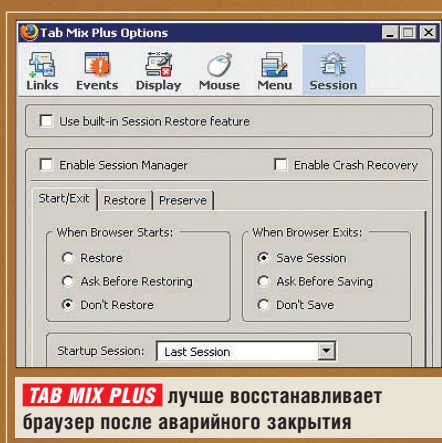 Tab Mix Plus Options
Links Events Display Mouse Menu Session
Use built-in Session Restore feature
Enable Session Manager Enable Crash Recovery
Start/Exit Restore Preserve
When Browser Starts: When Browser Exits:
Restore Save Session
Ask Before Restoring Ask Before Saving
Don't Restore Don't Save
Startup Session: Last Session
TAB MIX PLUS лучше восстанавливает
браузер после аварийного закрытия